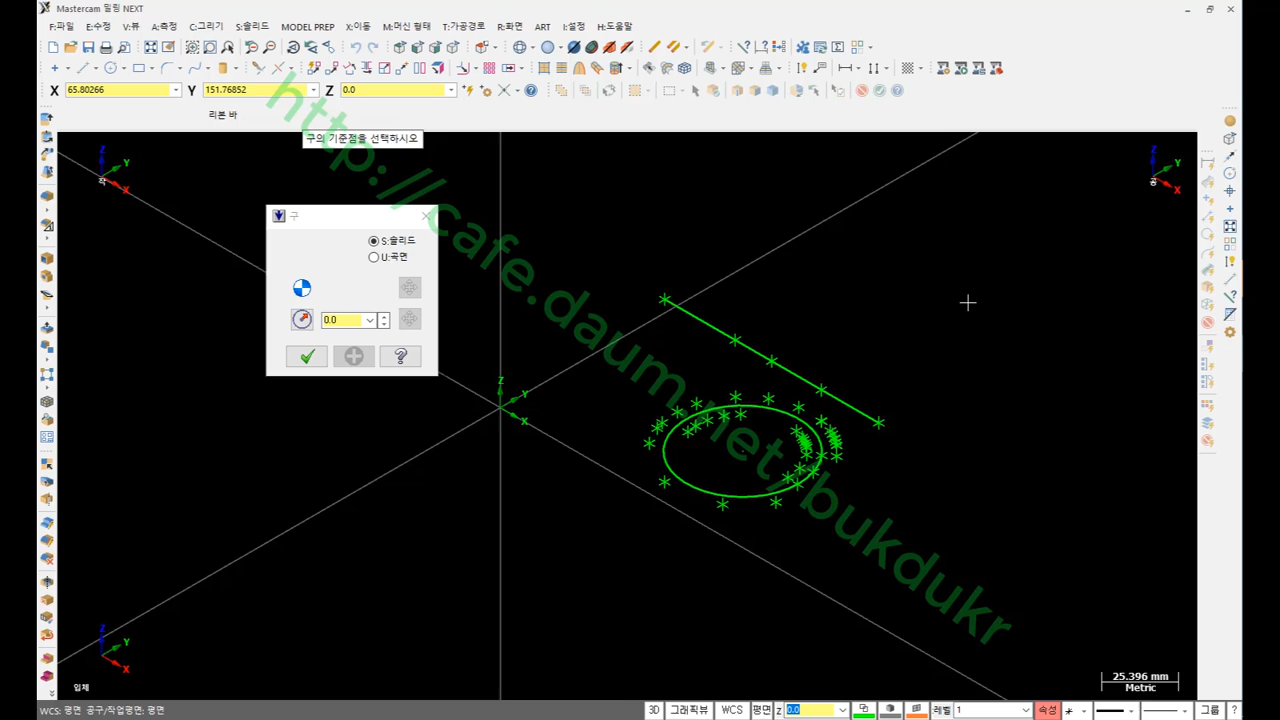 Mastercam 밀링 NEXT
F:파일 E:수정 V:뷰 A:측정 C:그리기 S:솔리드 MODEL PREP X:이동 M:머신 형태 T:가공경로 R:화면 ART I:설정 H:도움말
X 65.80266 Y 151.76852 Z 0.0
리본 바
구의 기준점을 선택하시오
Z Y X
Z Y X
구
S:솔리드
U:곡면
0.0
Z Y X
http://cafe.daum.net/bukdukr
Z Y X
입체
25.396 mm
Metric
WCS: 평면 공구/작업평면: 평면
3D 그래픽뷰 WCS 평면 Z 0.0 레벨 1 속성 그룹 ?